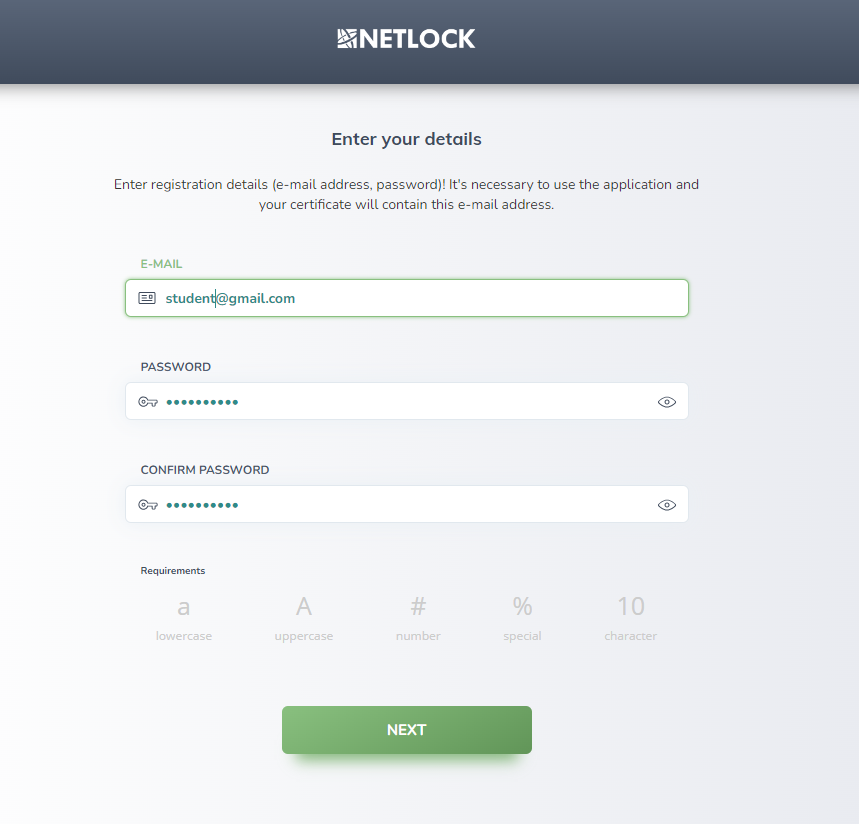 NETLOCK
Enter your details
Enter registration details (e-mail address, password)! It's necessary to use the application and
your certificate will contain this e-mail address.
E-MAIL
student@gmail.com
PASSWORD
••••••••••
CONFIRM PASSWORD
••••••••••
Requirements
a A # % 10
lowercase uppercase number special character
NEXT